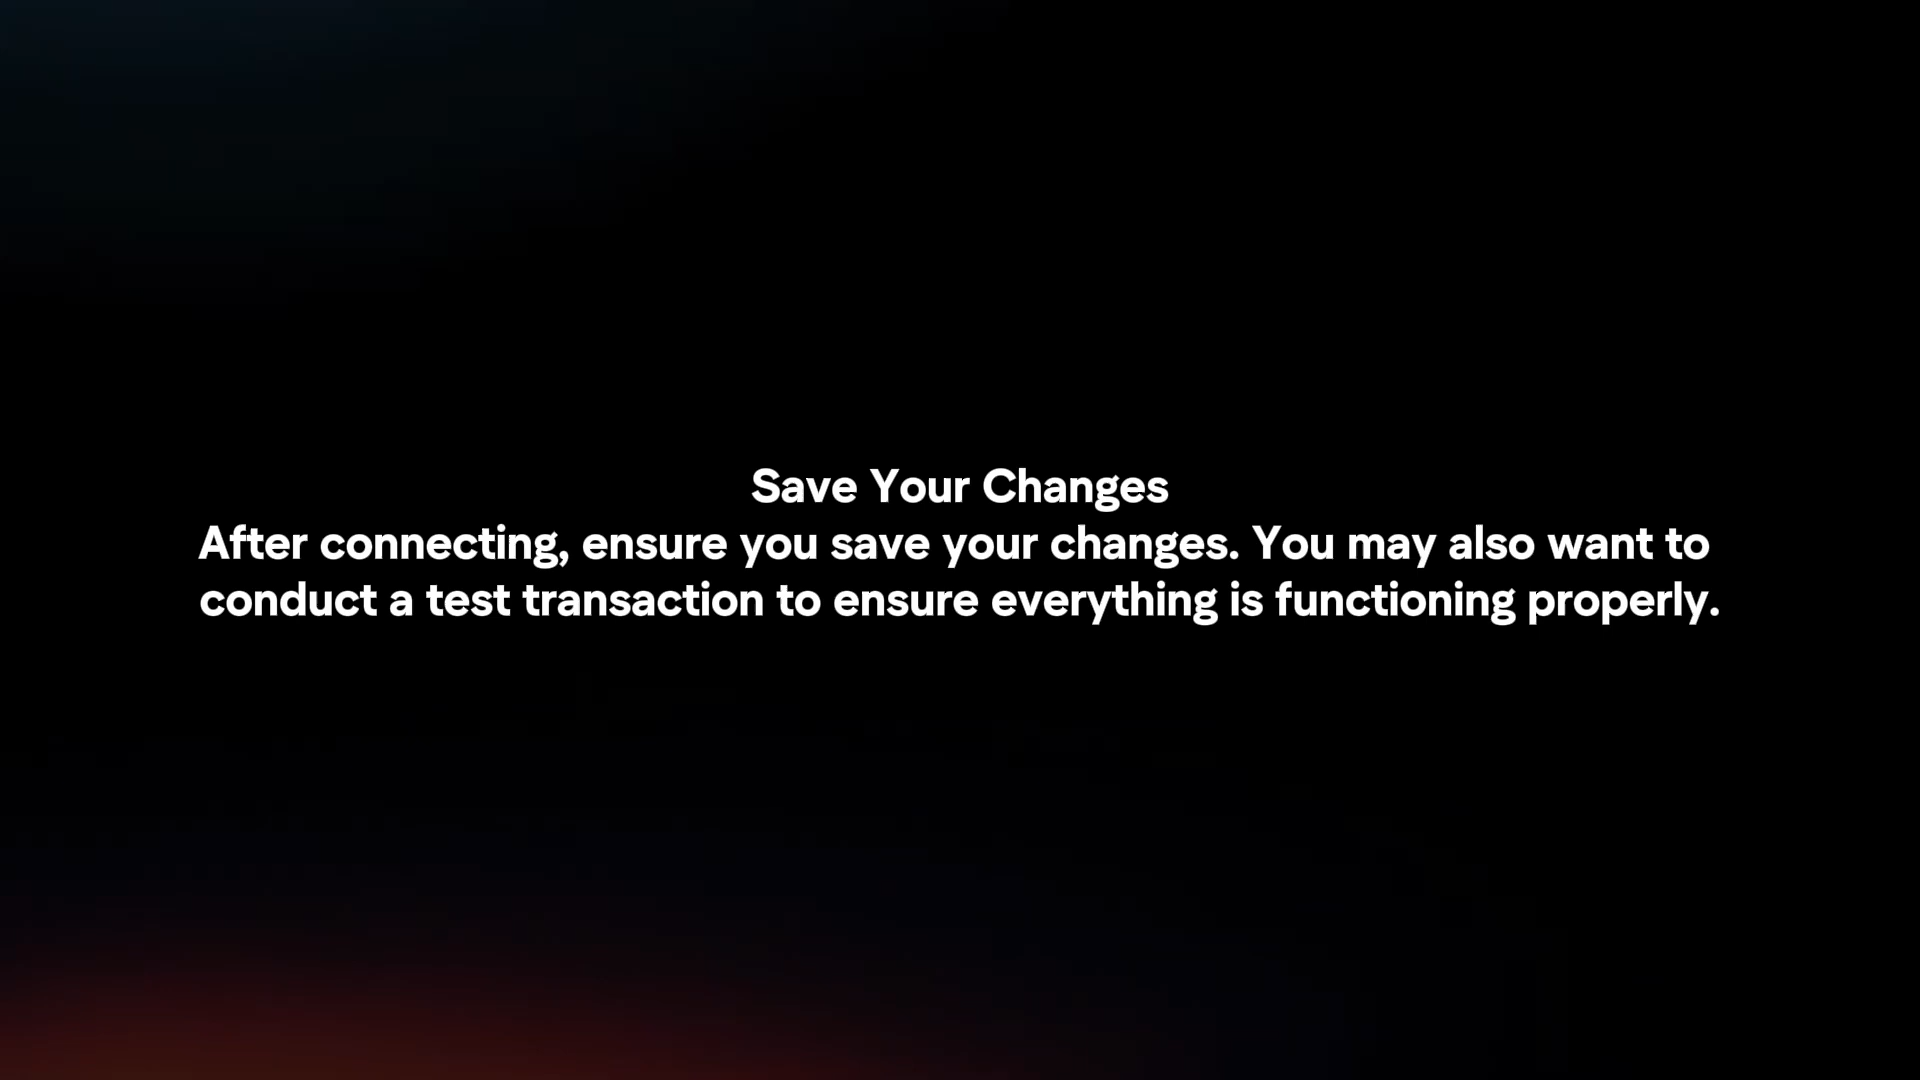 Save Your Changes
After connecting, ensure you save your changes. You may also want to
conduct a test transaction to ensure everything is functioning properly.